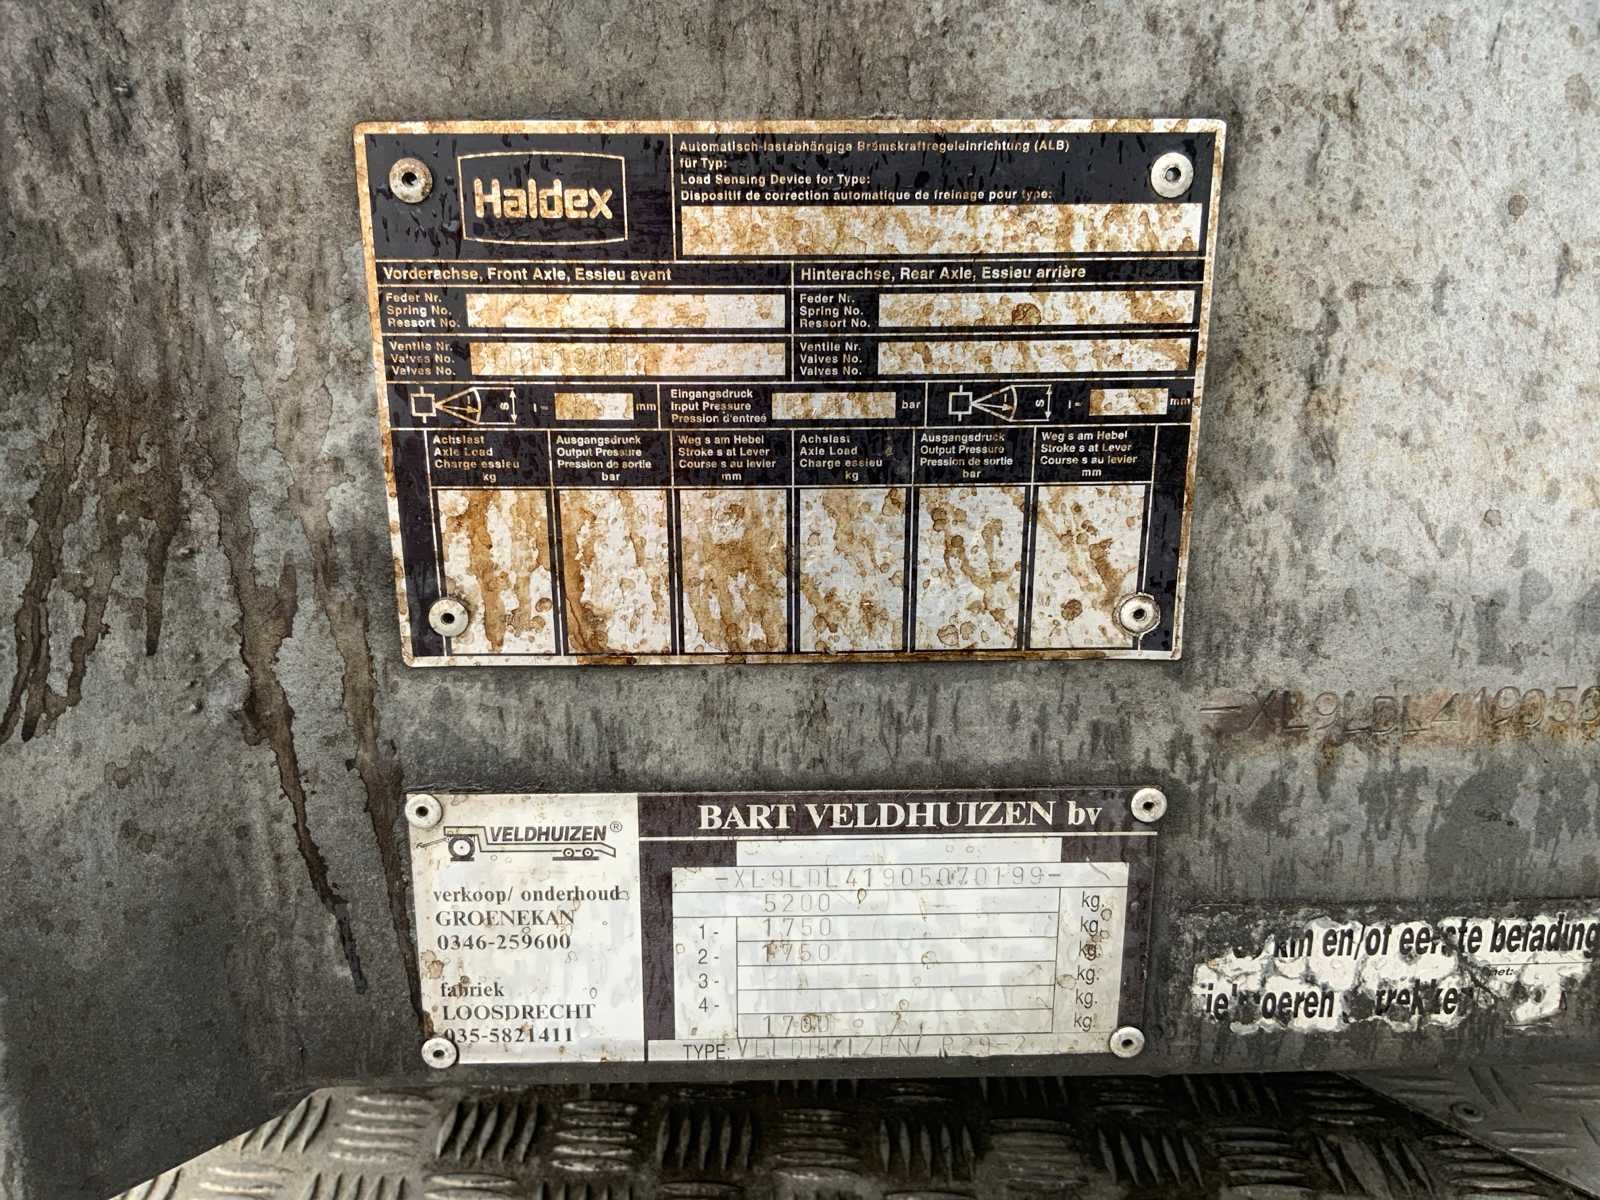 Haldex
Automatisch-lastabhängige Bremskraftregeleinrichtung (ALB)
für Typ:
Load Sensing Device for Type:
Dispositif de correction automatique de freinage pour type:
Vorderachse, Front Axle, Essieu avant
Hinterachse, Rear Axle, Essieu arrière
Feder Nr.
Spring No.
Ressort No.
Feder Nr.
Spring No.
Ressort No.
Ventile Nr.
Valves No.
Valves No.
Ventile Nr.
Valves No.
Valves No.
s
l = mm
Eingangsdruck
Input Pressure
Pression d'entreé
bar
s
l = mm
Achslast
Axle Load
Charge essieu
kg
Ausgangsdruck
Output Pressure
Pression de sortie
bar
Weg s am Hebel
Stroke s at Lever
Course s au levier
mm
Achslast
Axle Load
Charge essieu
kg
Ausgangsdruck
Output Pressure
Pression de sortie
bar
Weg s am Hebel
Stroke s at Lever
Course s au levier
mm
-XL9LDL419050
VELDHUIZEN®
verkoop/ onderhoud
GROENEKAN
0346-259600
fabriek
LOOSDRECHT
035-5821411
BART VELDHUIZEN bv
-XL9LDL41905070199-
5200 kg.
1- 1750 kg.
2- 1750 kg.
3- kg.
4- kg.
1700 kg.
TYPE: VELDHUIZEN/ P29-2
km en/of eerste belading